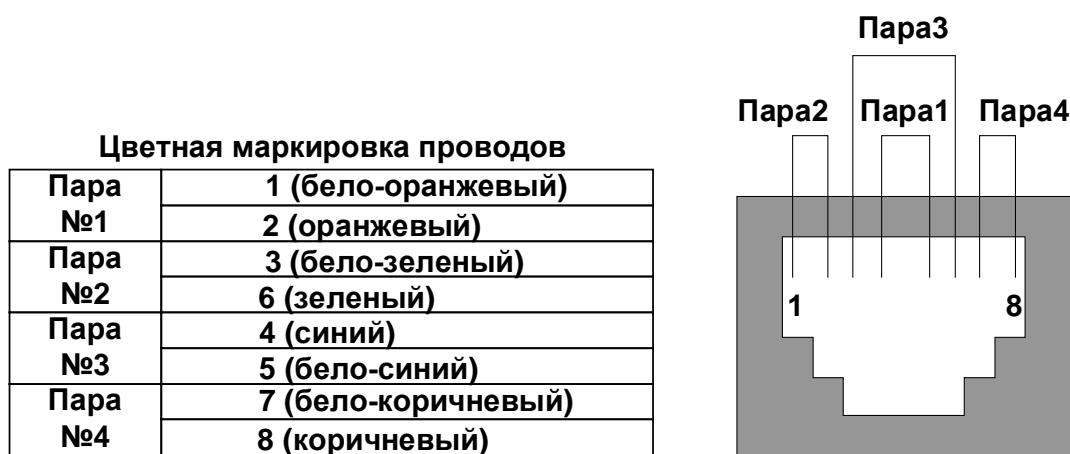 Цветная маркировка проводов
Пара №1
1 (бело-оранжевый)
2 (оранжевый)
Пара №2
3 (бело-зеленый)
6 (зеленый)
Пара №3
4 (синий)
5 (бело-синий)
Пара №4
7 (бело-коричневый)
8 (коричневый)
Пара3
Пара2 Пара1 Пара4
1 8